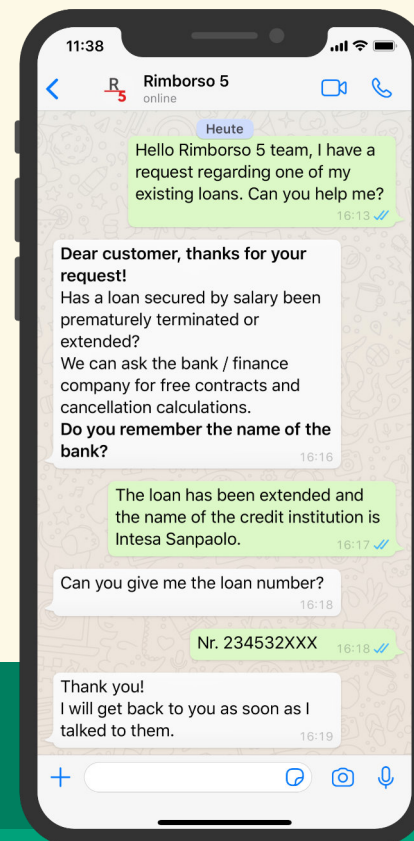 11:38
R
5
Rimborso 5
online
Heute
Hello Rimborso 5 team, I have a
request regarding one of my
existing loans. Can you help me?
16:13
Dear customer, thanks for your
request!
Has a loan secured by salary been
prematurely terminated or
extended?
We can ask the bank / finance
company for free contracts and
cancellation calculations.
Do you remember the name of the
bank?
16:16
The loan has been extended and
the name of the credit institution is
Intesa Sanpaolo.
16:17
Can you give me the loan number?
16:18
Nr. 234532XXX
16:18
Thank you!
I will get back to you as soon as I
talked to them.
16:19